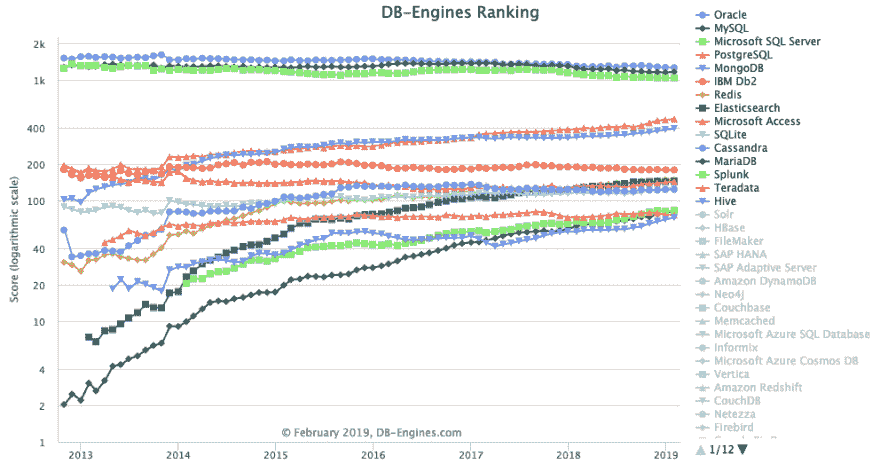 DB-Engines Ranking
Score (logarithmic scale)
2k
1k
400
200
100
40
20
10
4
2
1
2013
2014
2015
2016
2017
2018
2019
© February 2019, DB-Engines.com
Oracle
MySQL
Microsoft SQL Server
PostgreSQL
MongoDB
IBM Db2
Redis
Elasticsearch
Microsoft Access
SQLite
Cassandra
MariaDB
Splunk
Teradata
Hive
Solr
HBase
FileMaker
SAP HANA
SAP Adaptive Server
Amazon DynamoDB
Neo4j
Couchbase
Memcached
Microsoft Azure SQL Database
Informix
Microsoft Azure Cosmos DB
Vertica
Amazon Redshift
CouchDB
Netezza
Firebird
1/12